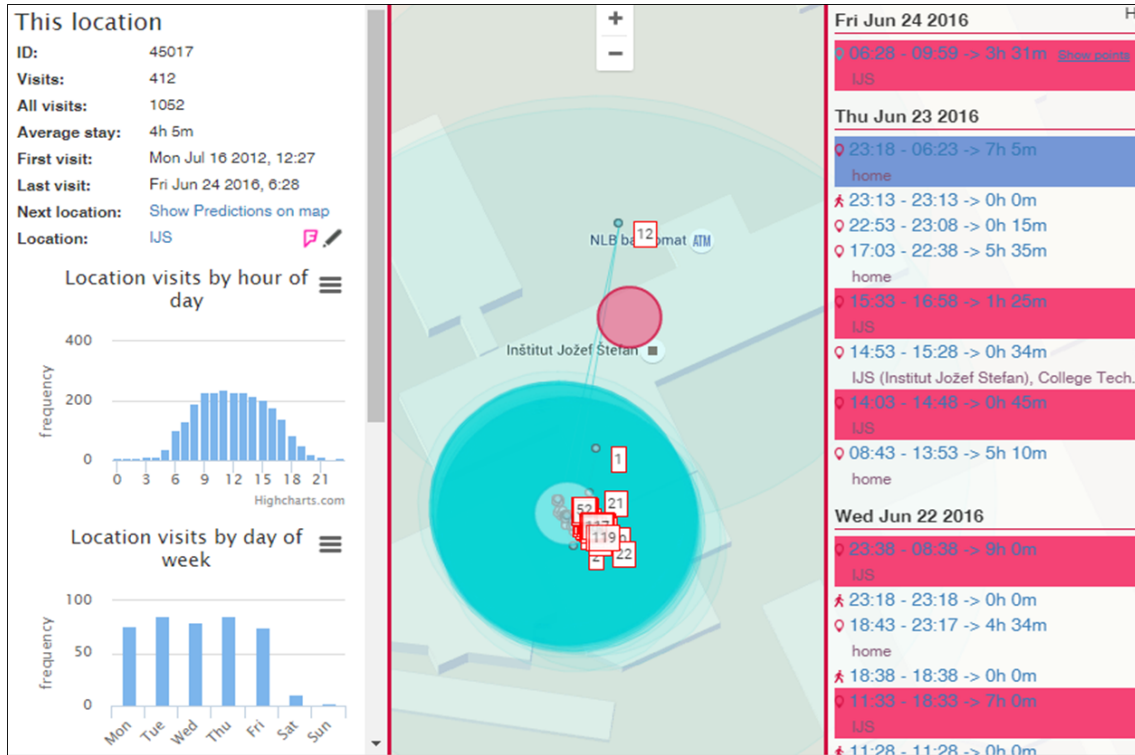 This location
ID: 45017
Visits: 412
All visits: 1052
Average stay: 4h 5m
First visit: Mon Jul 16 2012, 12:27
Last visit: Fri Jun 24 2016, 6:28
Next location: Show Predictions on map
Location: IJS
Location visits by hour of
day
400
200
0
frequency
0 3 6 9 12 15 18 21
Highcharts.com
Location visits by day of
week
100
50
0
frequency
Mon Tue Wed Thu Fri Sat Sun
+
−
12
NLB ba omat ATM
Inštitut Jožef Štefan
1
52 21
117
119
2 22
H
Fri Jun 24 2016
06:28 - 09:59 -> 3h 31m Show points
IJS
Thu Jun 23 2016
23:18 - 06:23 -> 7h 5m
home
23:13 - 23:13 -> 0h 0m
22:53 - 23:08 -> 0h 15m
17:03 - 22:38 -> 5h 35m
home
15:33 - 16:58 -> 1h 25m
IJS
14:53 - 15:28 -> 0h 34m
IJS (Institut Jozef Stefan), College Tech.
14:03 - 14:48 -> 0h 45m
IJS
08:43 - 13:53 -> 5h 10m
home
Wed Jun 22 2016
23:38 - 08:38 -> 9h 0m
IJS
23:18 - 23:18 -> 0h 0m
18:43 - 23:17 -> 4h 34m
home
18:38 - 18:38 -> 0h 0m
11:33 - 18:33 -> 7h 0m
IJS
11:28 - 11:28 -> 0h 0m